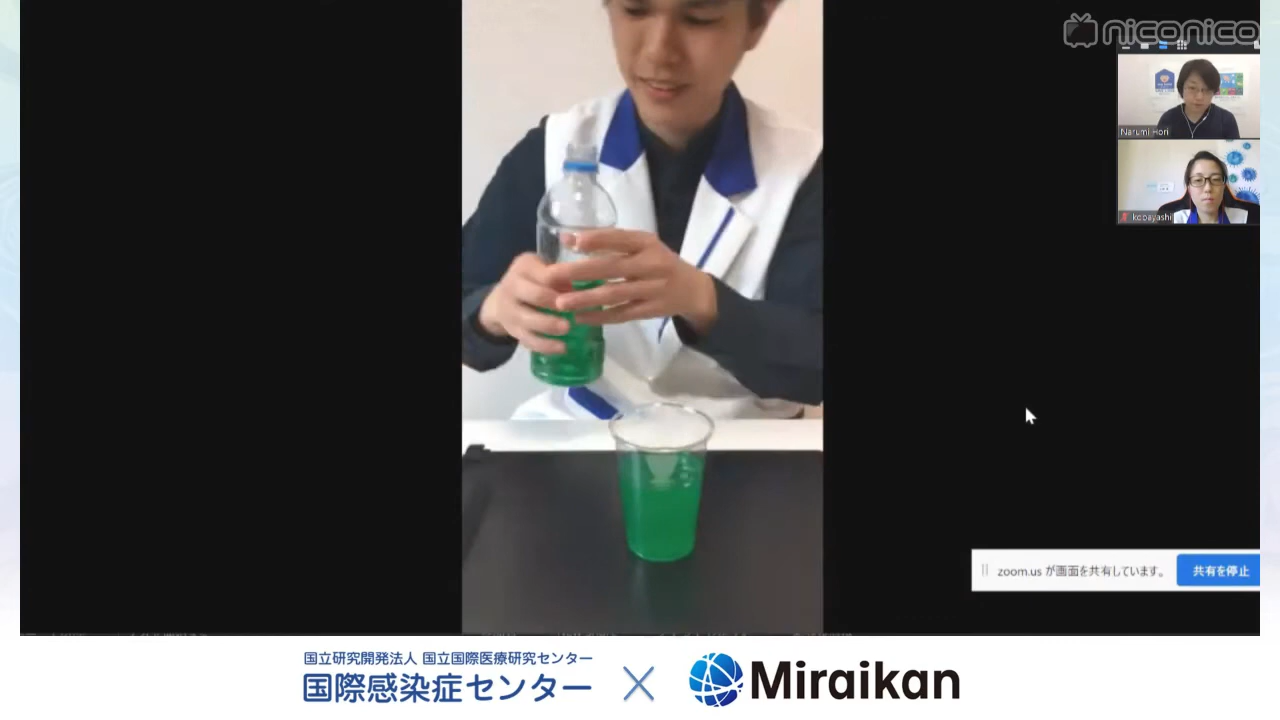 niconico
Narumi Hori
kobayashi
zoom.us が画面を共有しています。
共有を停止
国立研究開発法人 国立国際医療研究センター
国際感染症センター
×
Miraikan